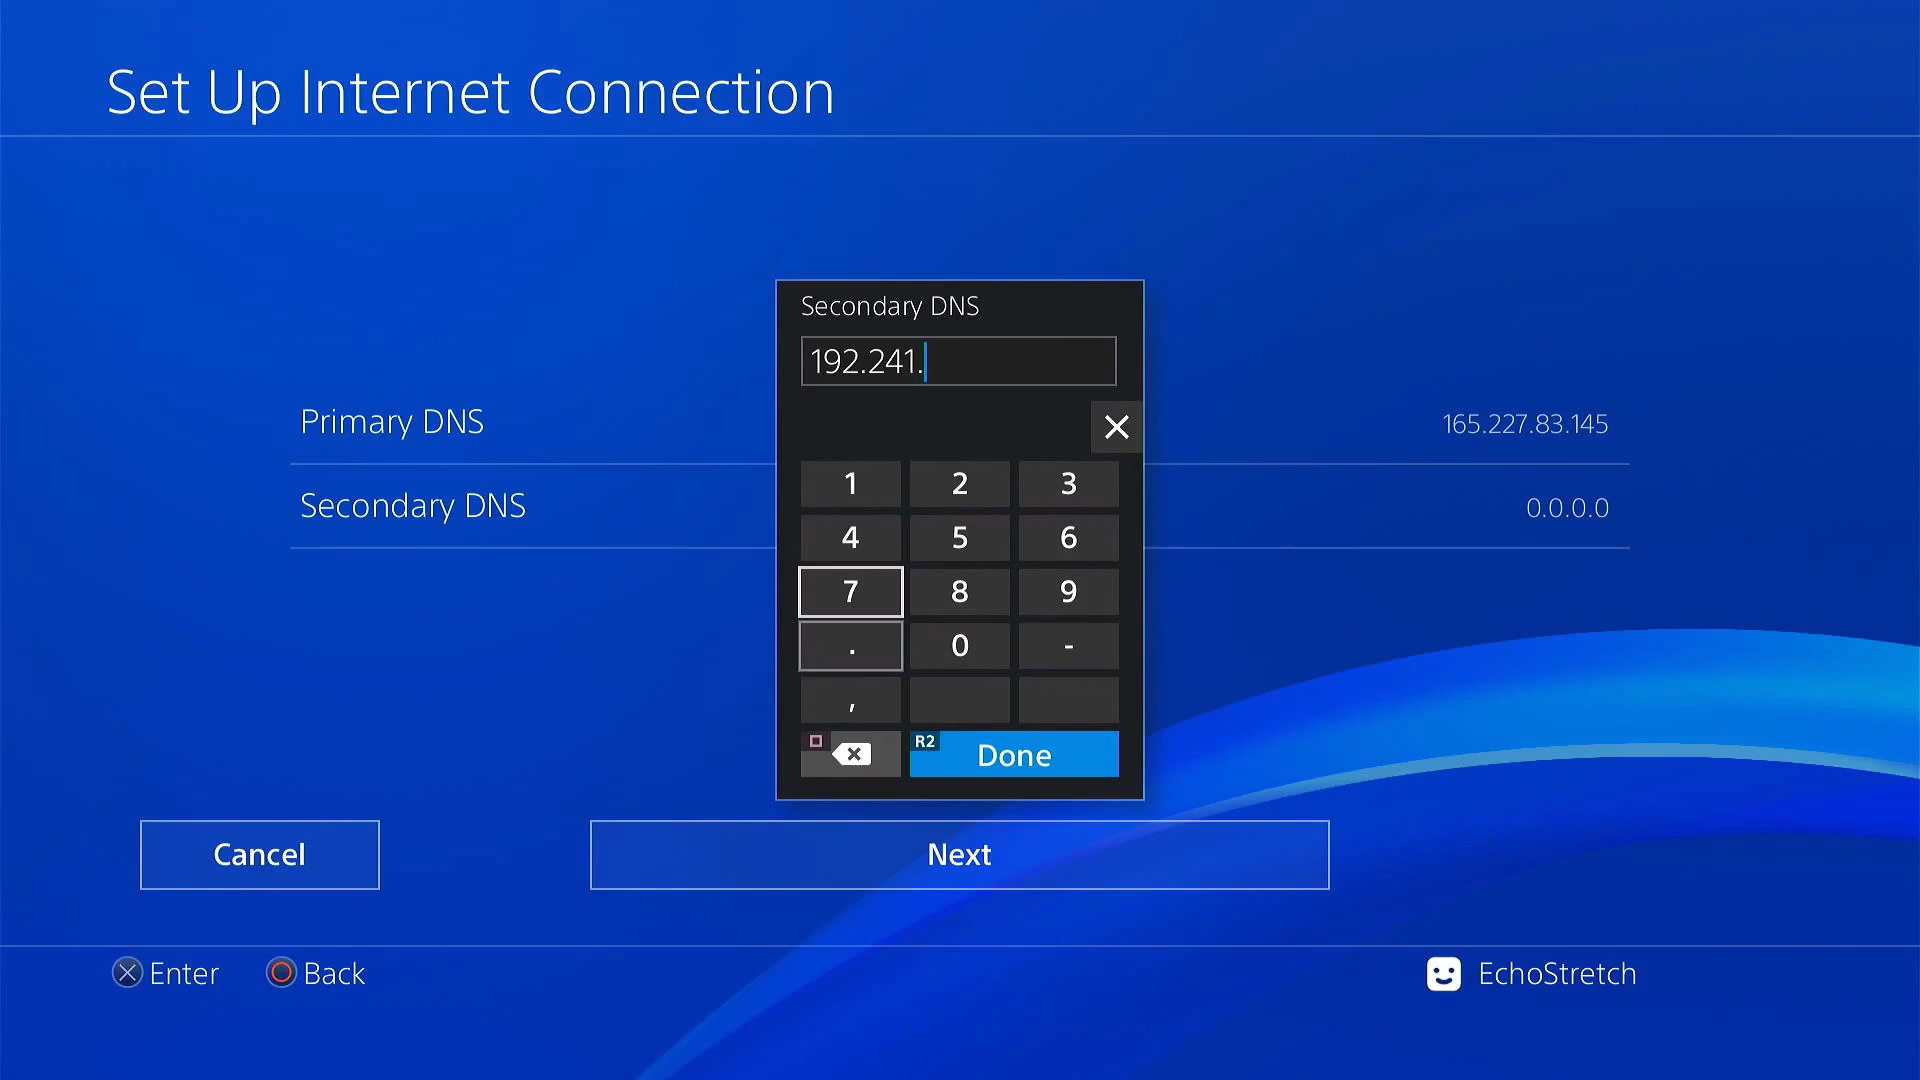 Set Up Internet Connection
Secondary DNS
192.241.
Primary DNS
165.227.83.145
Secondary DNS
0.0.0.0
1 2 3
4 5 6
7 8 9
. 0 -
,
R2 Done
Cancel
Next
Enter
Back
EchoStretch